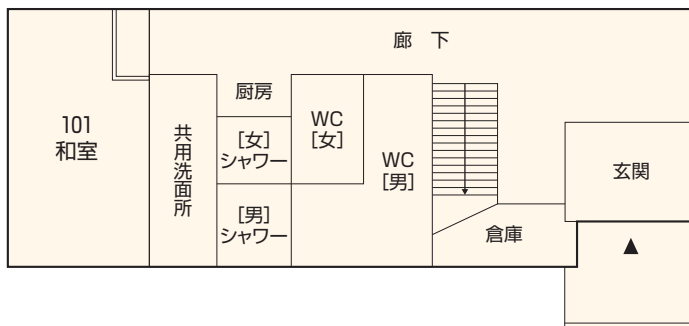 廊 下
101
和室
共用洗面所
厨房
[女]
シャワー
[男]
シャワー
WC
[女]
WC
[男]
倉庫
玄関
▲